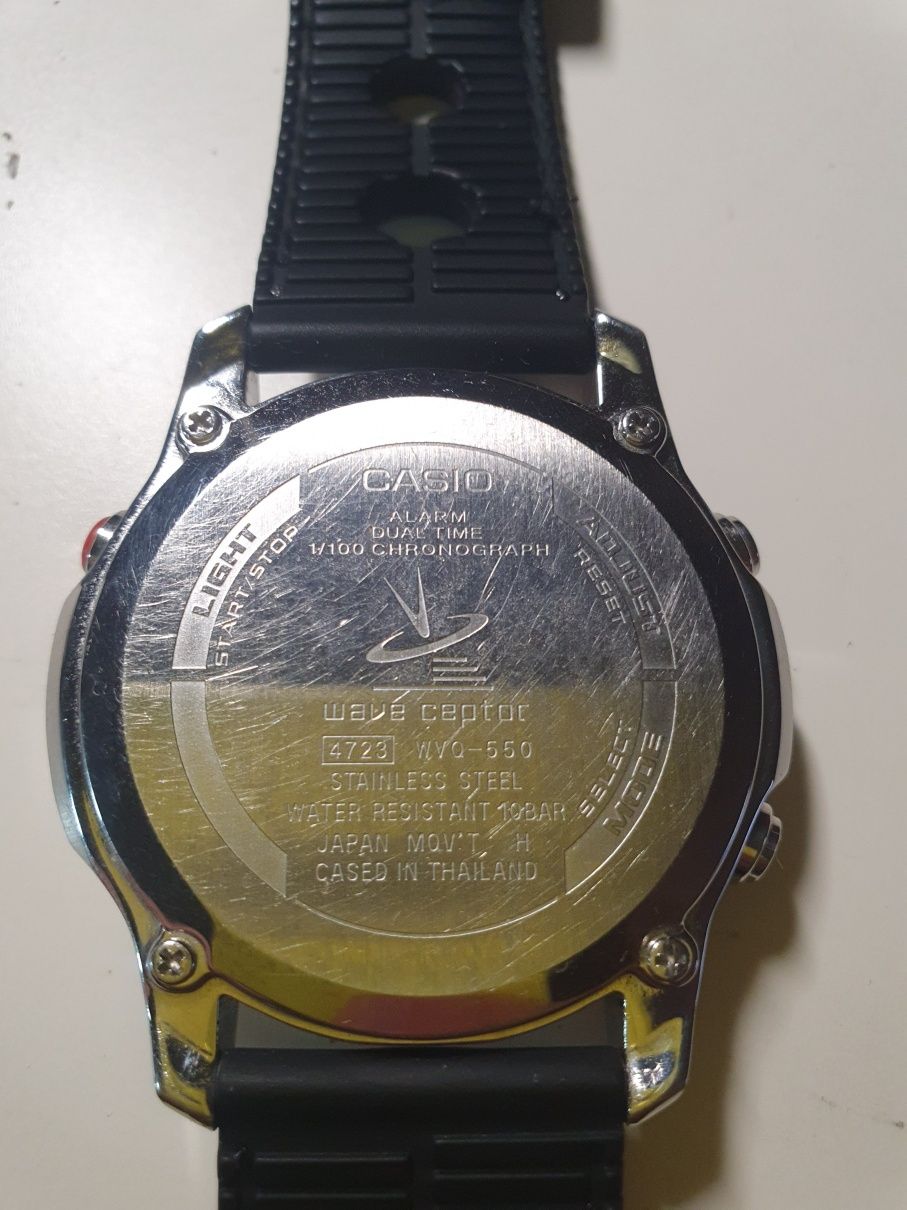 CASIO
ALARM
DUAL TIME
1/100 CHRONOGRAPH
LIGHT
START/STOP
ADJUST
RESET
wave ceptor
4723 WVQ-550
STAINLESS STEEL
WATER RESISTANT 10BAR
JAPAN MOV'T H
CASED IN THAILAND
SELECT
MODE